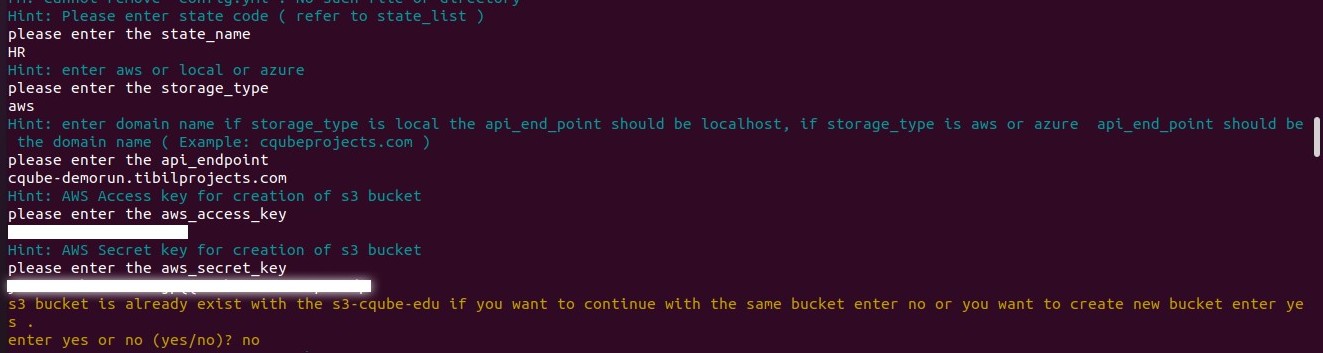 rm: cannot remove 'config.yml': No such file or directory
Hint: Please enter state code ( refer to state_list )
please enter the state_name
HR
Hint: enter aws or local or azure
please enter the storage_type
aws
Hint: enter domain name if storage_type is local the api_end_point should be localhost, if storage_type is aws or azure  api_end_point should be
the domain name ( Example: cqubeprojects.com )
please enter the api_endpoint
cqube-demorun.tibilprojects.com
Hint: AWS Access key for creation of s3 bucket
please enter the aws_access_key
Hint: AWS Secret key for creation of s3 bucket
please enter the aws_secret_key
s3 bucket is already exist with the s3-cqube-edu if you want to continue with the same bucket enter no or you want to create new bucket enter ye
s .
enter yes or no (yes/no)? no